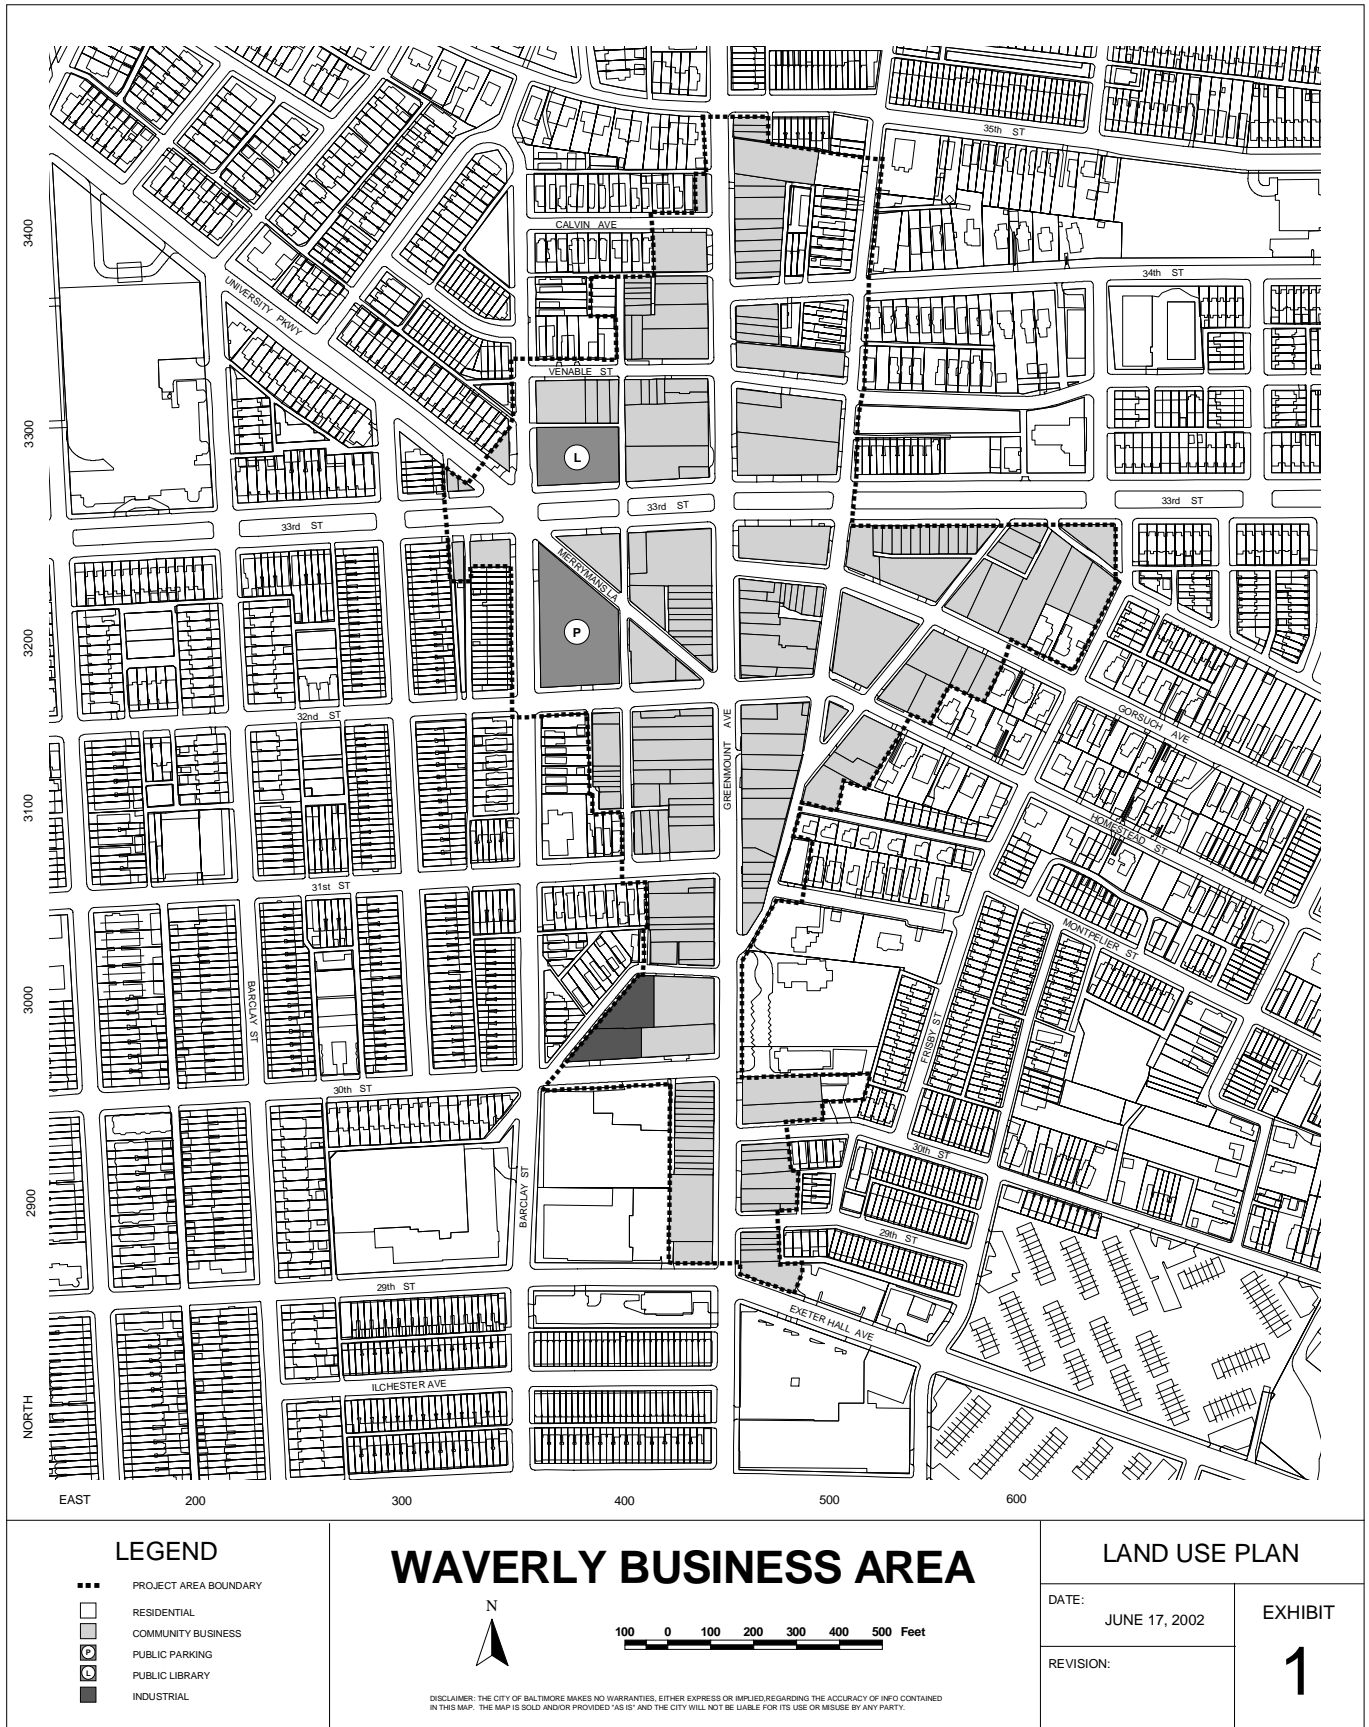 35th ST
3400
CALVIN AVE
34th ST
UNIVERSITY PKWY
VENABLE ST
3300
L
33rd ST
33rd ST
33rd ST
MERRYMANS LA
3200
P
32nd ST
GREENMOUNT AVE
GORSUCH AVE
3100
HOMESTEAD ST
31st ST
MONTPELIER ST
3000
BARCLAY ST
FRISBY ST
30th ST
30th ST
2900
BARCLAY ST
29th ST
29th ST
EXETER HALL AVE
ILCHESTER AVE
NORTH
EAST 200 300 400 500 600
LEGEND
PROJECT AREA BOUNDARY
RESIDENTIAL
COMMUNITY BUSINESS
P PUBLIC PARKING
L PUBLIC LIBRARY
INDUSTRIAL
WAVERLY BUSINESS AREA
N
100 0 100 200 300 400 500 Feet
DISCLAIMER: THE CITY OF BALTIMORE MAKES NO WARRANTIES, EITHER EXPRESS OR IMPLIED,REGARDING THE ACCURACY OF INFO CONTAINED
IN THIS MAP. THE MAP IS SOLD AND/OR PROVIDED "AS IS" AND THE CITY WILL NOT BE LIABLE FOR ITS USE OR MISUSE BY ANY PARTY.
LAND USE PLAN
DATE:
JUNE 17, 2002
REVISION:
EXHIBIT
1